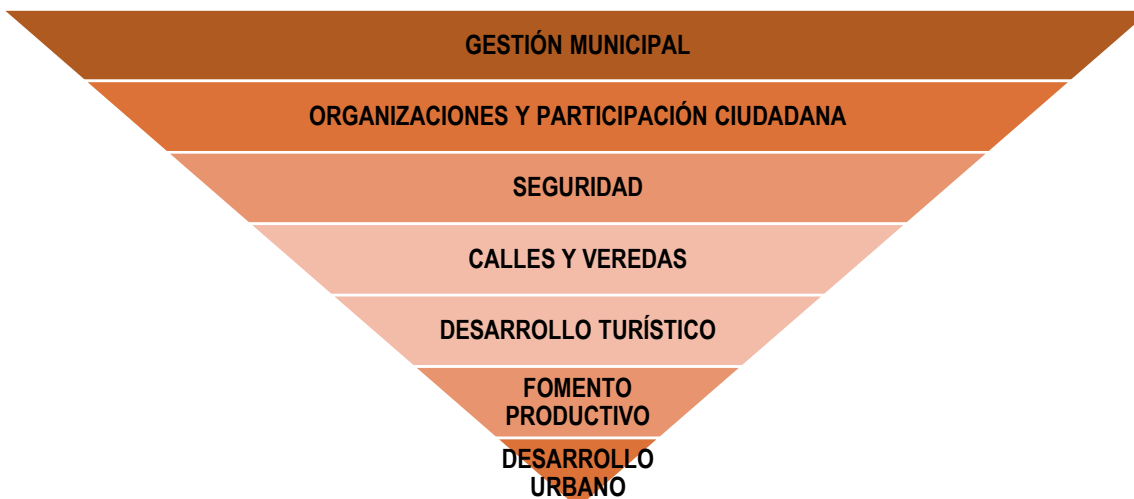 GESTIÓN MUNICIPAL
ORGANIZACIONES Y PARTICIPACIÓN CIUDADANA
SEGURIDAD
CALLES Y VEREDAS
DESARROLLO TURÍSTICO
FOMENTO
PRODUCTIVO
DESARROLLO
URBANO